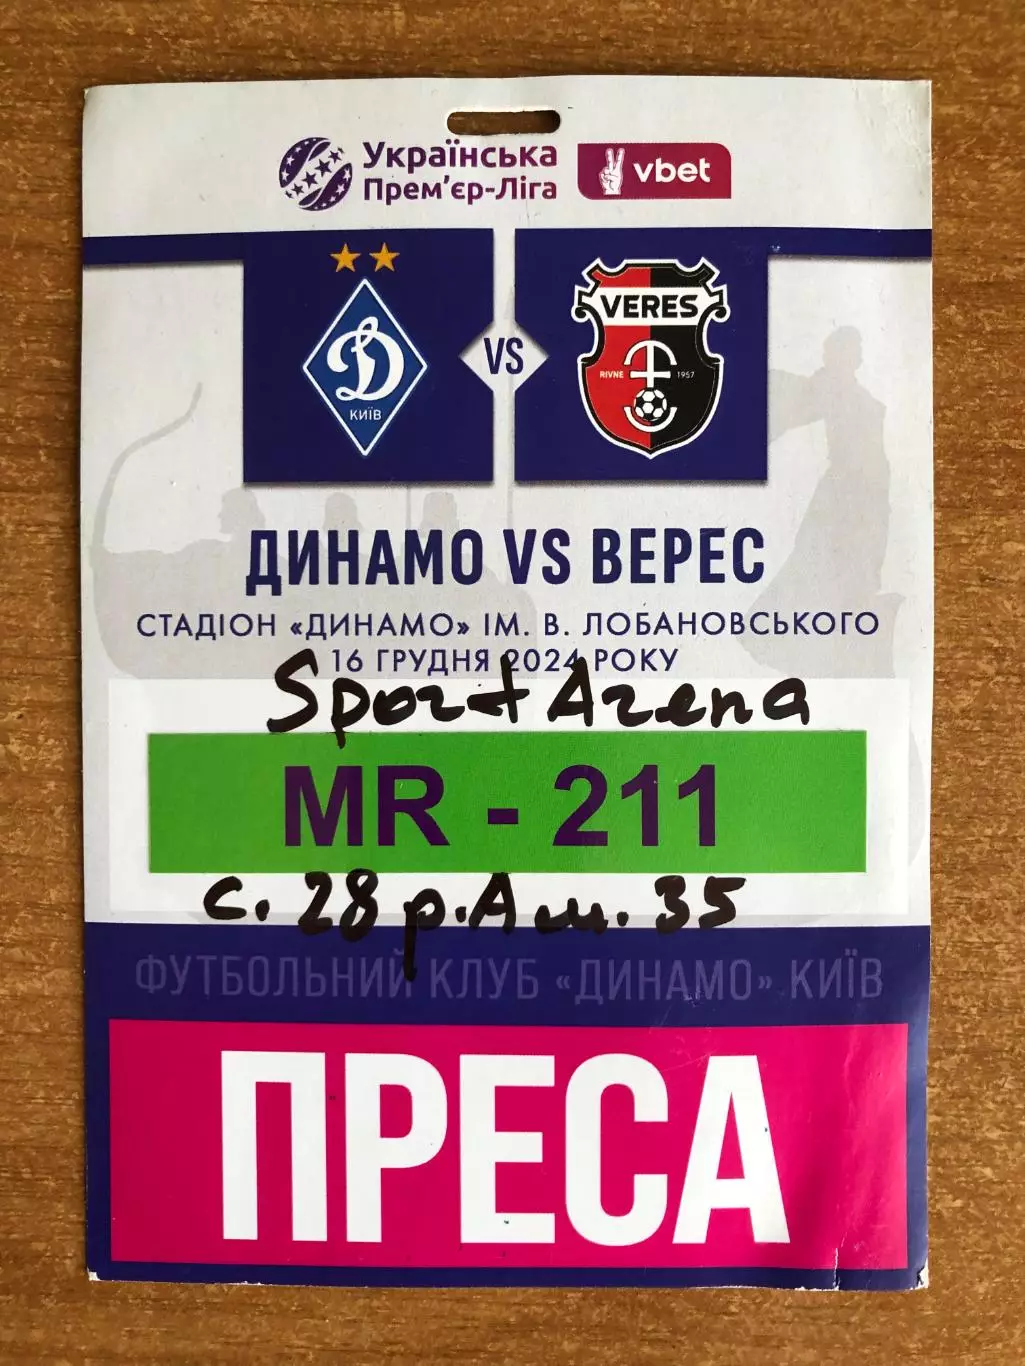 Українська
Прем'єр-Ліга
vbet
Д
КИЇВ
VS
VERES
RIVNE 1957
ДИНАМО VS ВЕРЕС
СТАДІОН «ДИНАМО» ІМ. В. ЛОБАНОВСЬКОГО
16 ГРУДНЯ 2024 РОКУ
Sport Arena
MR - 211
с. 28 р. А м. 35
ФУТБОЛЬНИЙ КЛУБ «ДИНАМО» КИЇВ
ПРЕСА